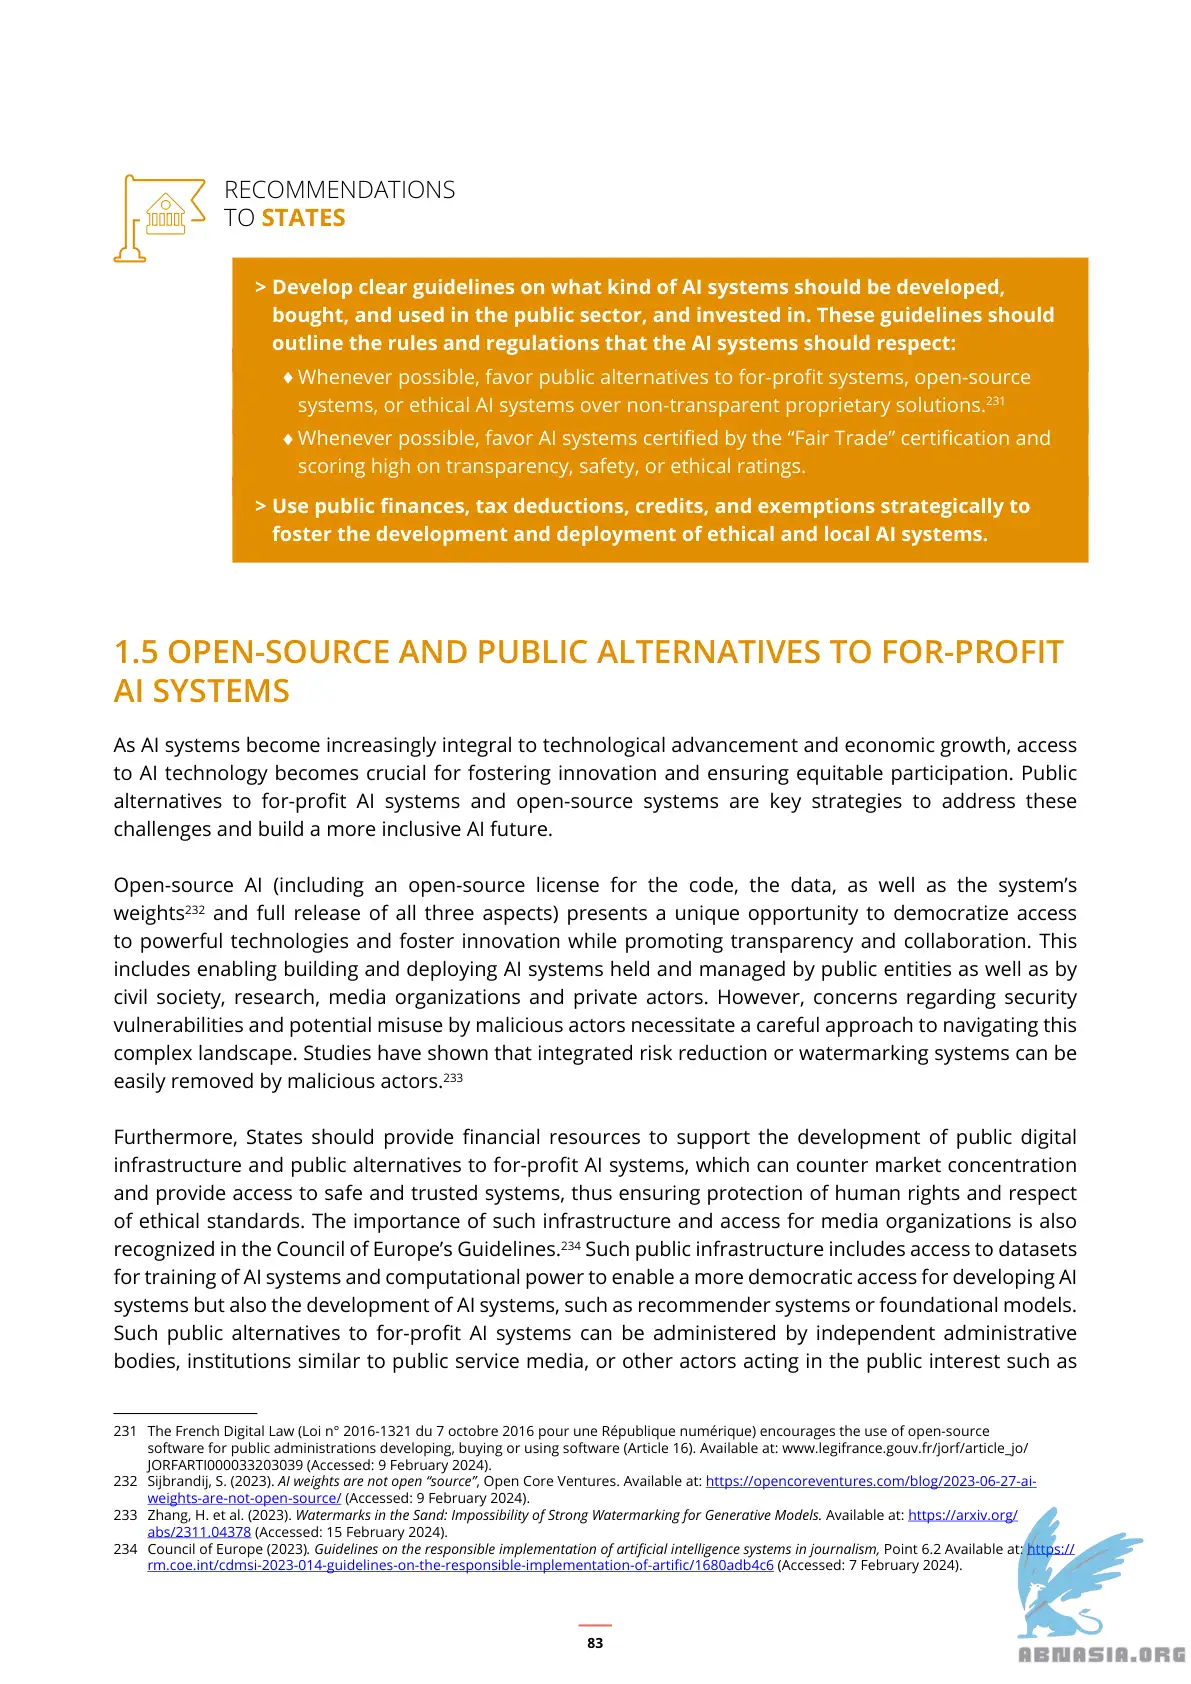 RECOMMENDATIONS
TO STATES
> Develop clear guidelines on what kind of AI systems should be developed,
bought, and used in the public sector, and invested in. These guidelines should
outline the rules and regulations that the AI systems should respect:
♦ Whenever possible, favor public alternatives to for-profit systems, open-source
systems, or ethical AI systems over non-transparent proprietary solutions.231
♦ Whenever possible, favor AI systems certified by the “Fair Trade” certification and
scoring high on transparency, safety, or ethical ratings.
> Use public finances, tax deductions, credits, and exemptions strategically to
foster the development and deployment of ethical and local AI systems.
1.5 OPEN-SOURCE AND PUBLIC ALTERNATIVES TO FOR-PROFIT
AI SYSTEMS
As AI systems become increasingly integral to technological advancement and economic growth, access
to AI technology becomes crucial for fostering innovation and ensuring equitable participation. Public
alternatives to for-profit AI systems and open-source systems are key strategies to address these
challenges and build a more inclusive AI future.
Open-source AI (including an open-source license for the code, the data, as well as the system’s
weights232 and full release of all three aspects) presents a unique opportunity to democratize access
to powerful technologies and foster innovation while promoting transparency and collaboration. This
includes enabling building and deploying AI systems held and managed by public entities as well as by
civil society, research, media organizations and private actors. However, concerns regarding security
vulnerabilities and potential misuse by malicious actors necessitate a careful approach to navigating this
complex landscape. Studies have shown that integrated risk reduction or watermarking systems can be
easily removed by malicious actors.233
Furthermore, States should provide financial resources to support the development of public digital
infrastructure and public alternatives to for-profit AI systems, which can counter market concentration
and provide access to safe and trusted systems, thus ensuring protection of human rights and respect
of ethical standards. The importance of such infrastructure and access for media organizations is also
recognized in the Council of Europe’s Guidelines.234 Such public infrastructure includes access to datasets
for training of AI systems and computational power to enable a more democratic access for developing AI
systems but also the development of AI systems, such as recommender systems or foundational models.
Such public alternatives to for-profit AI systems can be administered by independent administrative
bodies, institutions similar to public service media, or other actors acting in the public interest such as
231 The French Digital Law (Loi n° 2016-1321 du 7 octobre 2016 pour une République numérique) encourages the use of open-source
software for public administrations developing, buying or using software (Article 16). Available at: www.legifrance.gouv.fr/jorf/article_jo/
JORFARTI000033203039 (Accessed: 9 February 2024).
232 Sijbrandij, S. (2023). AI weights are not open “source”, Open Core Ventures. Available at: https://opencoreventures.com/blog/2023-06-27-ai-
weights-are-not-open-source/ (Accessed: 9 February 2024).
233 Zhang, H. et al. (2023). Watermarks in the Sand: Impossibility of Strong Watermarking for Generative Models. Available at: https://arxiv.org/
abs/2311.04378 (Accessed: 15 February 2024).
234 Council of Europe (2023). Guidelines on the responsible implementation of artificial intelligence systems in journalism, Point 6.2 Available at: https://
rm.coe.int/cdmsi-2023-014-guidelines-on-the-responsible-implementation-of-artific/1680adb4c6 (Accessed: 7 February 2024).
83
ABNASIA.ORG